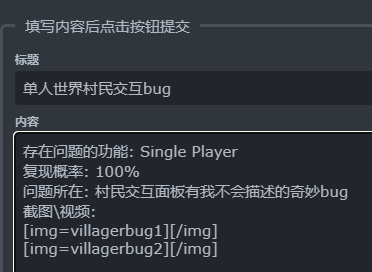 填写内容后点击按钮提交
标题
单人世界村民交互bug
内容
存在问题的功能: Single Player
复现概率: 100%
问题所在: 村民交互面板有我不会描述的奇妙bug
截图\视频:
[img=villagerbug1][/img]
[img=villagerbug2][/img]